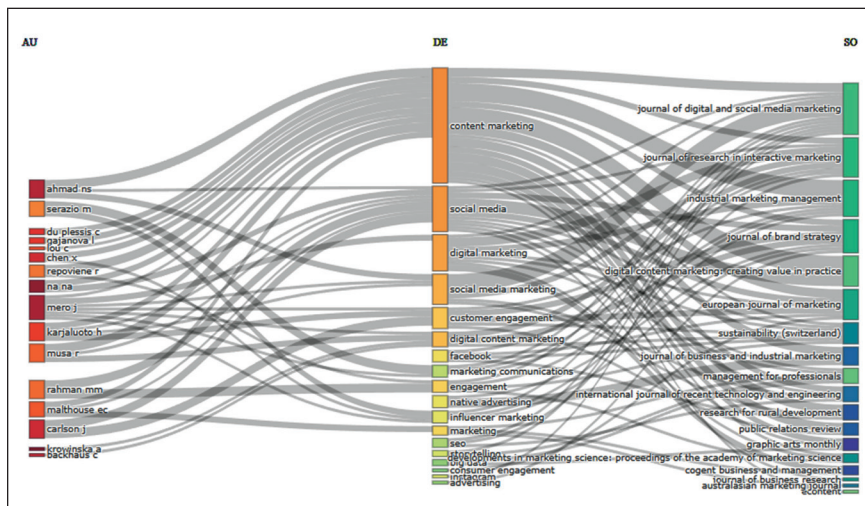 AU
DE
SO
ahmad ns
serazio m
du plessis c
gajanova l
lou c
chen x
repoviene r
na na
mero j
karjaluoto h
musa r
rahman mm
malthouse ec
carlson j
krowinska a
backhaus c
content marketing
social media
digital marketing
social media marketing
customer engagement
digital content marketing
facebook
marketing communications
engagement
native advertising
influencer marketing
marketing
seo
storytelling
big data
consumer engagement
instagram
advertising
journal of digital and social media marketing
journal of research in interactive marketing
industrial marketing management
journal of brand strategy
digital content marketing: creating value in practice
european journal of marketing
sustainability (switzerland)
journal of business and industrial marketing
management for professionals
international journal of recent technology and engineering
research for rural development
public relations review
graphic arts monthly
developments in marketing science: proceedings of the academy of marketing science
cogent business and management
journal of business research
australasian marketing journal
econtent